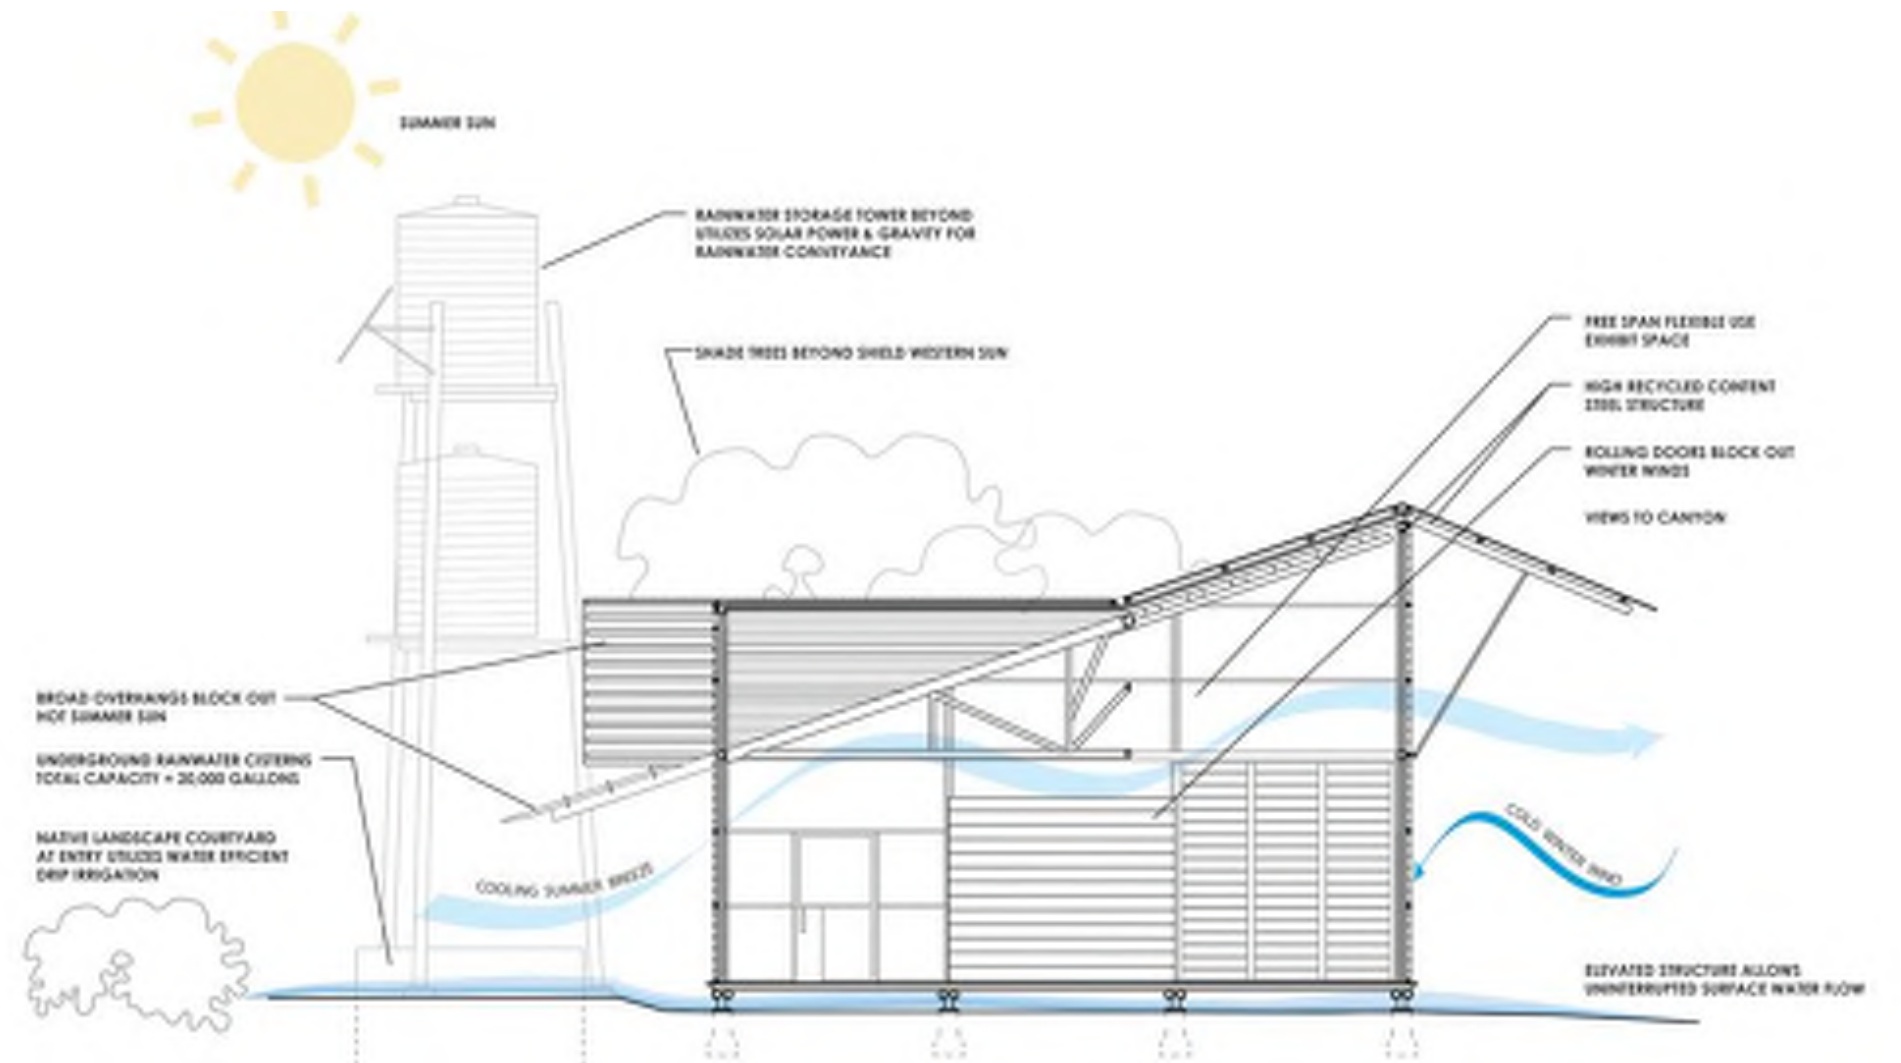 SUMMER SUN
RAINWATER STORAGE TOWER BEYOND
UTILIZES SOLAR POWER & GRAVITY FOR
RAINWATER CONVEYANCE
SHADE TREES BEYOND SHIELD WESTERN SUN
FREE SPAN FLEXIBLE USE
EXHIBIT SPACE
HIGH RECYCLED CONTENT
STEEL STRUCTURE
ROLLING DOORS BLOCK OUT
WINTER WINDS
VIEWS TO CANYON
BROAD OVERHANGS BLOCK OUT
HOT SUMMER SUN
UNDERGROUND RAINWATER CISTERNS
TOTAL CAPACITY = 20,000 GALLONS
NATIVE LANDSCAPE COURTYARD
AT ENTRY UTILIZES WATER EFFICIENT
DRIP IRRIGATION
COOLING SUMMER BREEZE
COLD WINTER WIND
ELEVATED STRUCTURE ALLOWS
UNINTERRUPTED SURFACE WATER FLOW